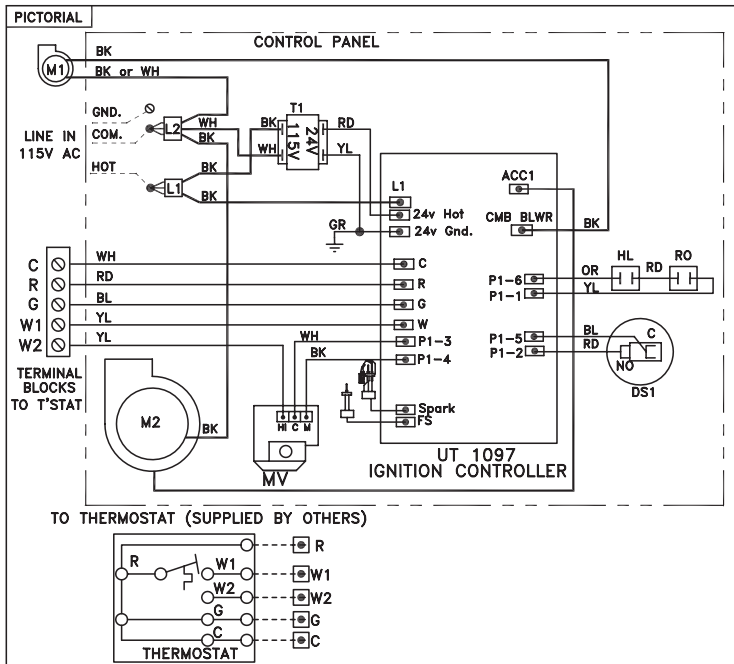 PICTORIAL
CONTROL PANEL
M1
BK
BK or WH
GND.
COM.
HOT
LINE IN
115V AC
L2
WH
BK
L1
BK
BK
T1
BK
WH
115V
24V
RD
YL
GR
L1
24v Hot
24v Gnd.
ACC1
CMB BLWR
BK
C
R
G
W1
W2
WH
RD
BL
YL
YL
C
R
G
W
P1-3
P1-4
WH
BK
P1-6
P1-1
OR
YL
HL
RD
RO
P1-5
P1-2
BL
RD
C
NO
DS1
TERMINAL
BLOCKS
TO T'STAT
M2
BK
HI C M
MV
Spark
FS
UT 1097
IGNITION CONTROLLER
TO THERMOSTAT (SUPPLIED BY OTHERS)
R
R
W1
W1
W2
W2
G
G
C
C
THERMOSTAT